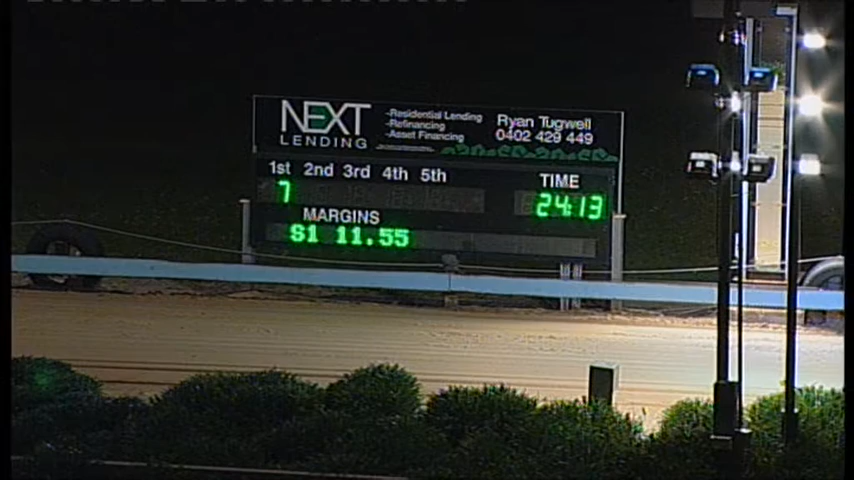 NEXT
LENDING
-Residential Lending
-Refinancing
-Asset Financing
Ryan Tugwell
0402 429 449
1st 2nd 3rd 4th 5th
TIME
7
24:13
MARGINS
S1 11.55